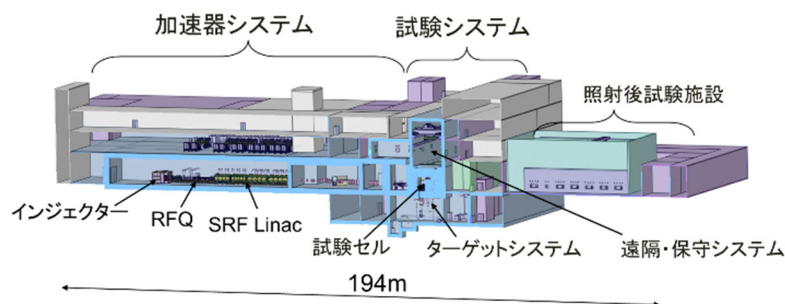 加速器システム
試験システム
照射後試験施設
インジェクター
RFQ
SRF Linac
試験セル
ターゲットシステム
遠隔・保守システム
194m